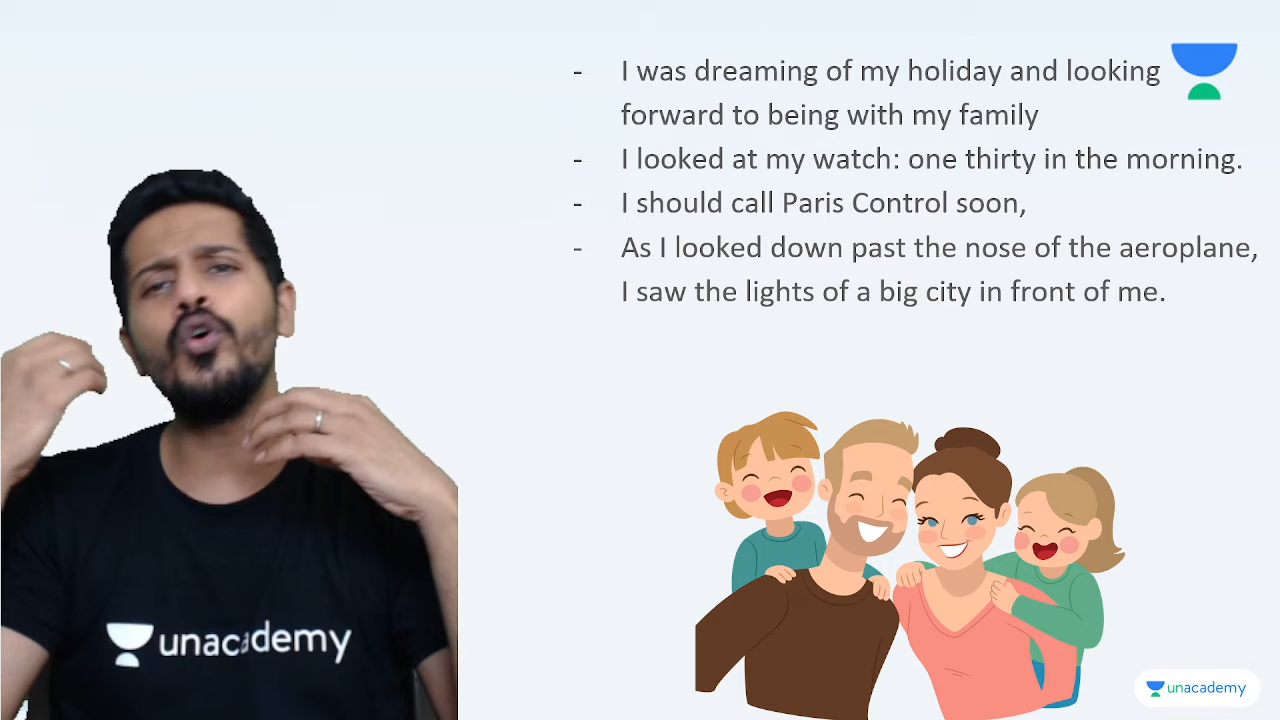 - I was dreaming of my holiday and looking
forward to being with my family
- I looked at my watch: one thirty in the morning.
- I should call Paris Control soon,
- As I looked down past the nose of the aeroplane,
I saw the lights of a big city in front of me.
unacademy
unacademy